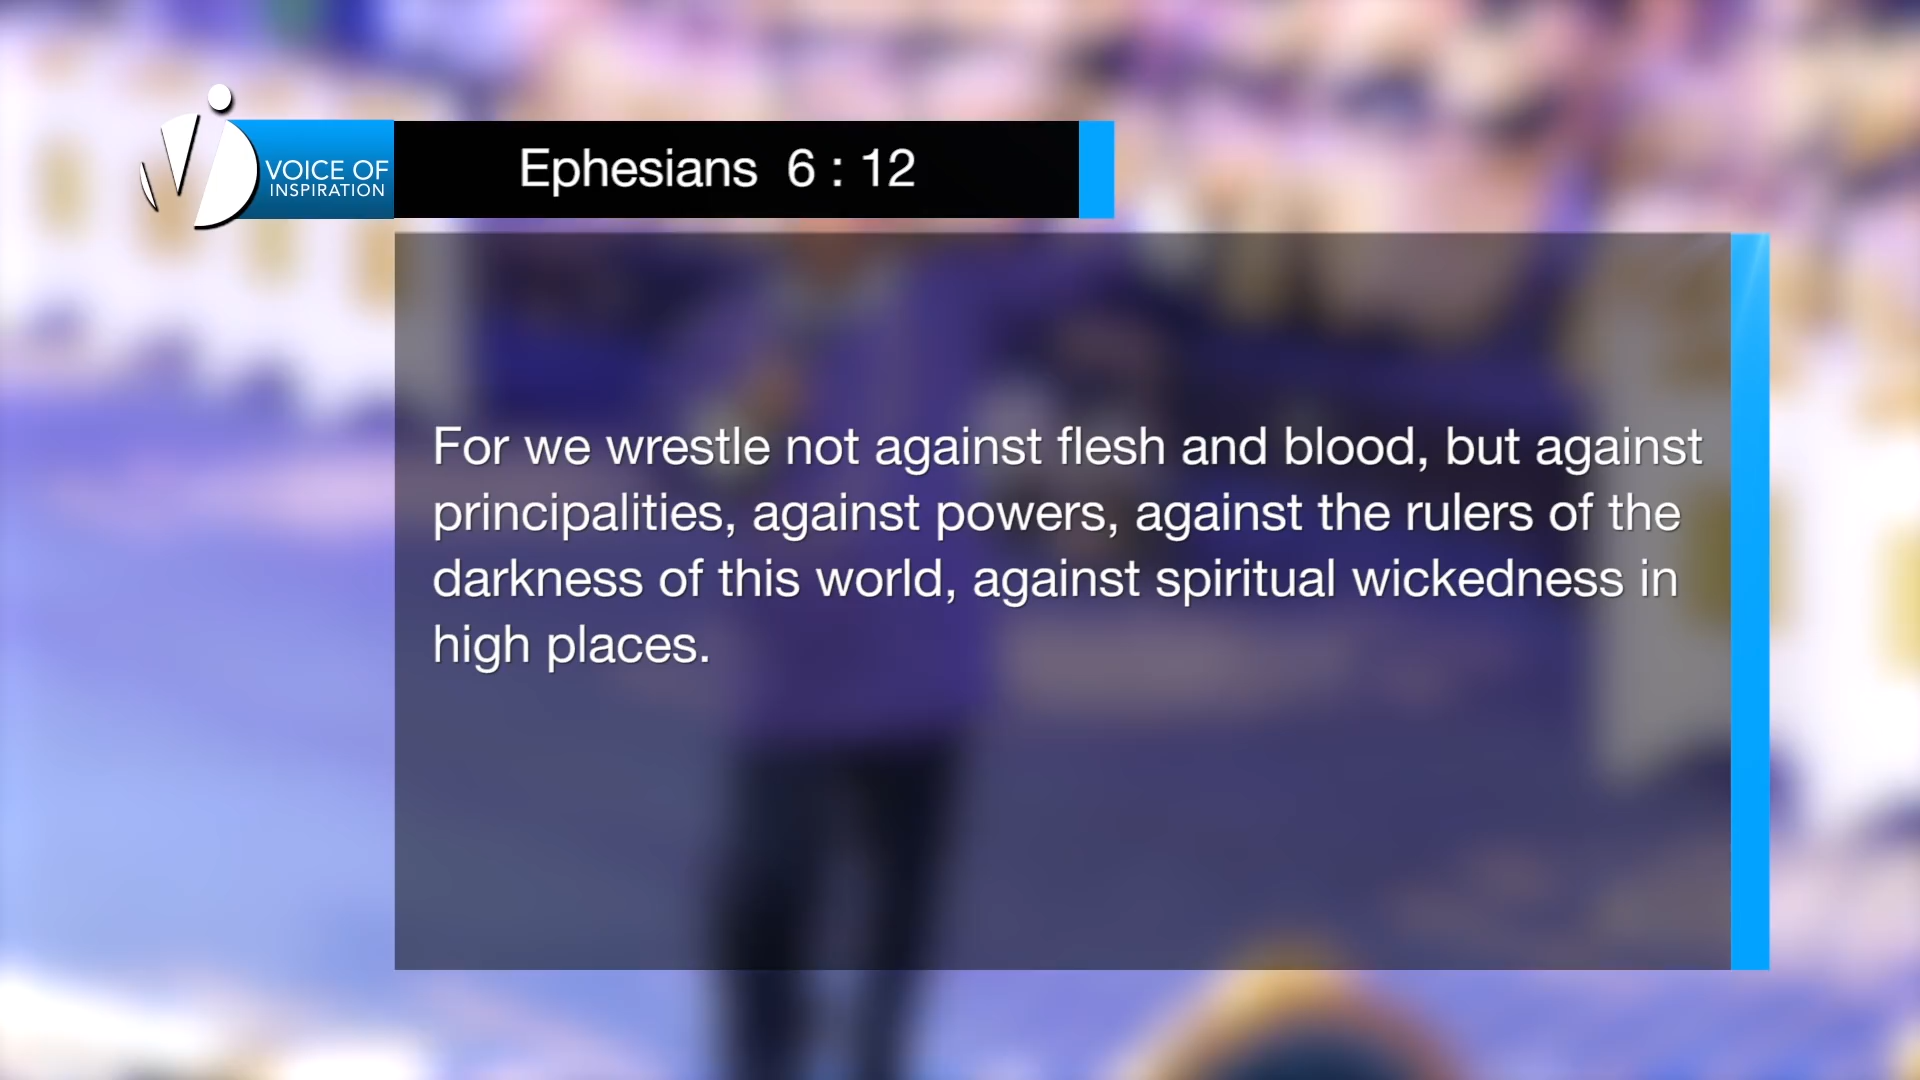 VOICE OF
INSPIRATION
Ephesians 6 : 12
For we wrestle not against flesh and blood, but against
principalities, against powers, against the rulers of the
darkness of this world, against spiritual wickedness in
high places.